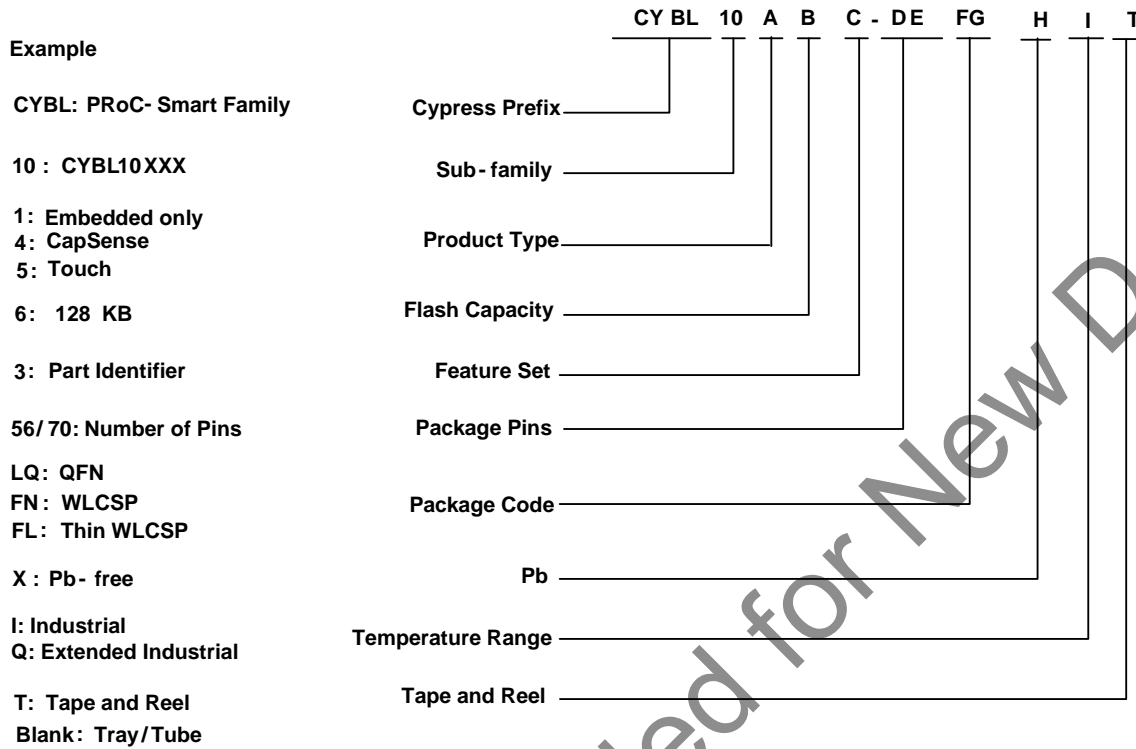 CY BL 10 A B C - DE FG H I T
Example
CYBL: PRoC- Smart Family
Cypress Prefix
10 : CYBL10XXX
Sub- family
1: Embedded only
4: CapSense
5: Touch
Product Type
6: 128 KB
Flash Capacity
3: Part Identifier
Feature Set
56/ 70: Number of Pins
Package Pins
LQ: QFN
FN : WLCSP
FL: Thin WLCSP
Package Code
X : Pb- free
Pb
I: Industrial
Q: Extended Industrial
Temperature Range
T: Tape and Reel
Blank: Tray/Tube
Tape and Reel
for New